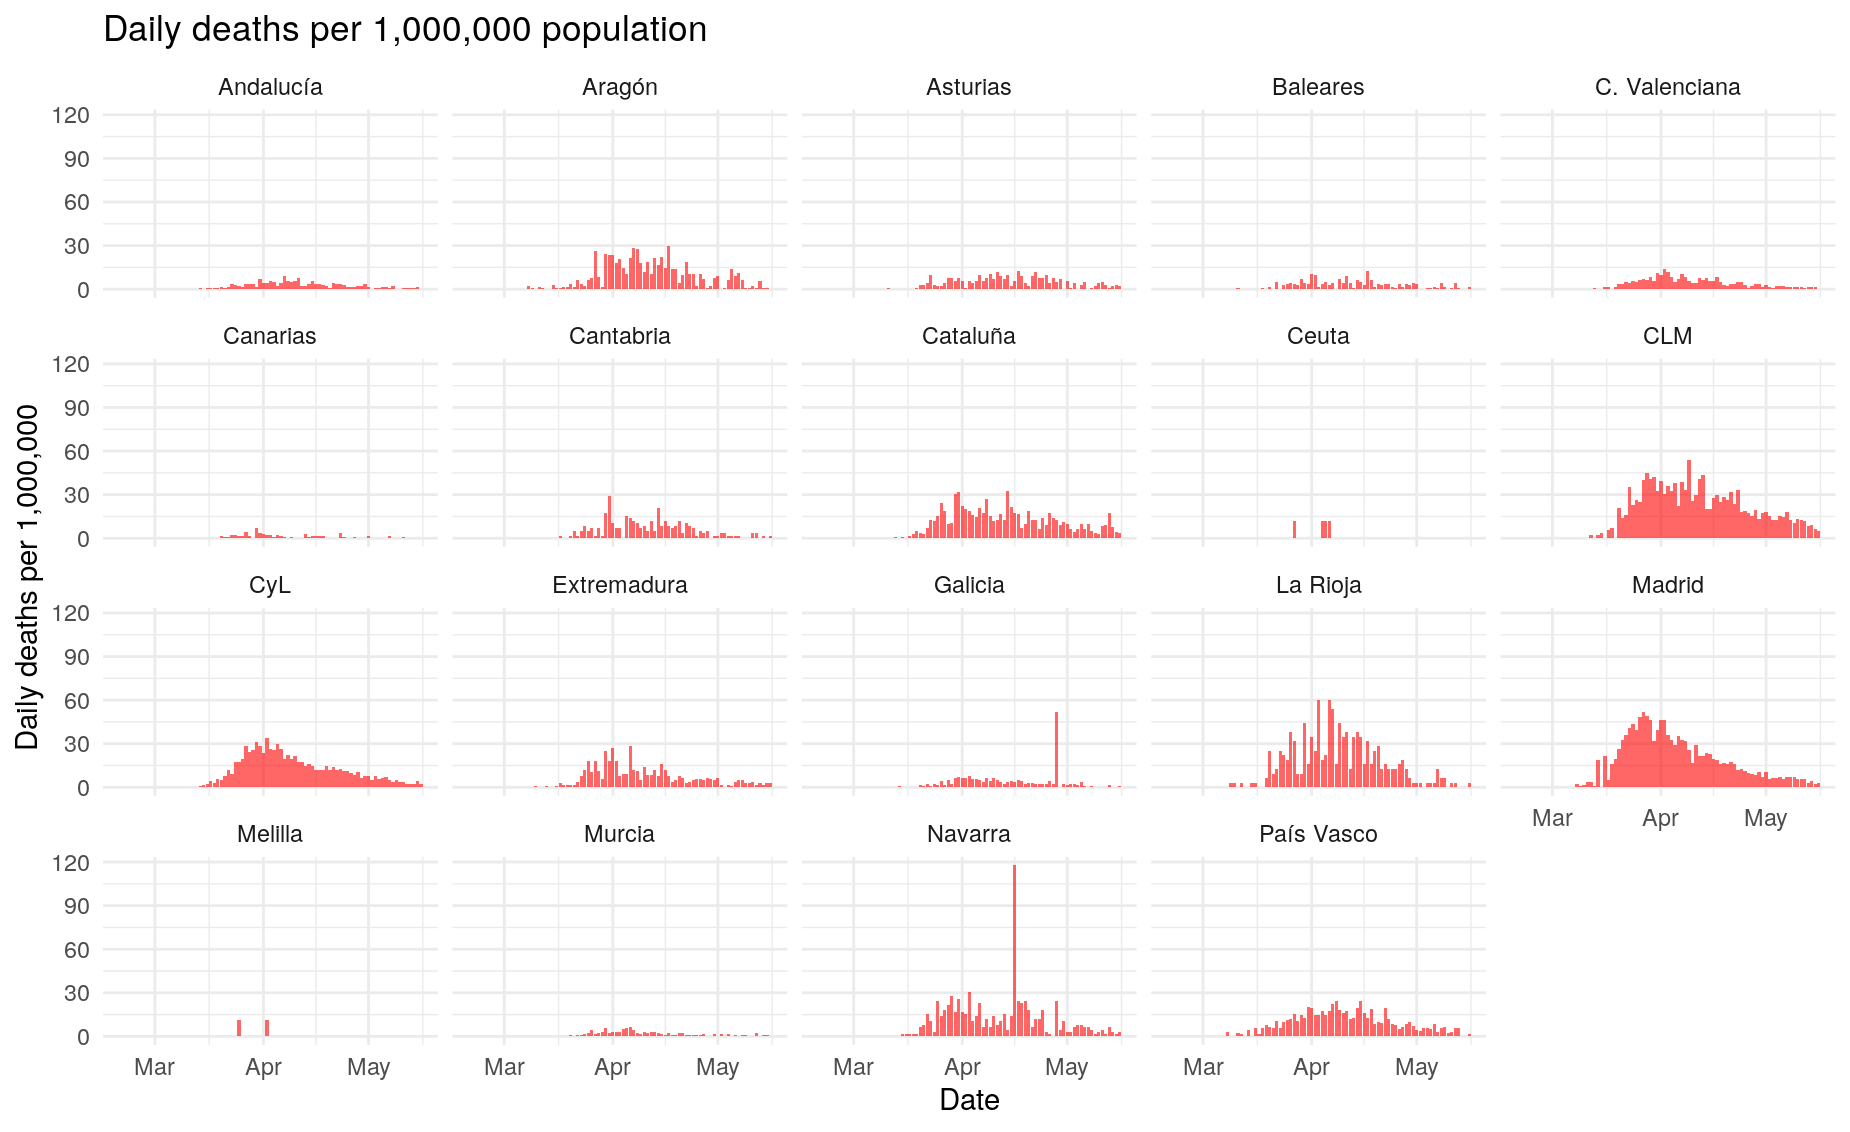 Daily deaths per 1,000,000 population
Andalucía Aragón Asturias Baleares C. Valenciana
120
90
60
30
0
Canarias Cantabria Cataluña Ceuta CLM
120
90
60
30
0
CyL Extremadura Galicia La Rioja Madrid
120
90
60
30
0
Mar Apr May
Melilla Murcia Navarra País Vasco
120
90
60
30
0
Mar Apr May Mar Apr May Mar Apr May Mar Apr May
Date
Daily deaths per 1,000,000